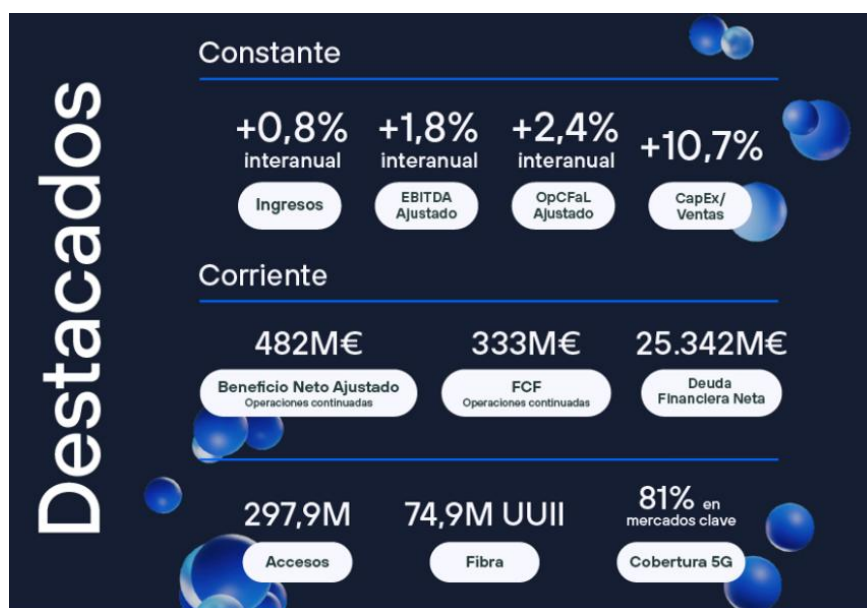 Destacados
Constante
+0,8%
interanual
Ingresos
+1,8%
interanual
EBITDA
Ajustado
+2,4%
interanual
OpCFaL
Ajustado
+10,7%
CapEx/
Ventas
Corriente
482M€
Beneficio Neto Ajustado
Operaciones continuadas
333M€
FCF
Operaciones continuadas
25.342M€
Deuda
Financiera Neta
297,9M
Accesos
74,9M UUII
Fibra
81% en
mercados clave
Cobertura 5G